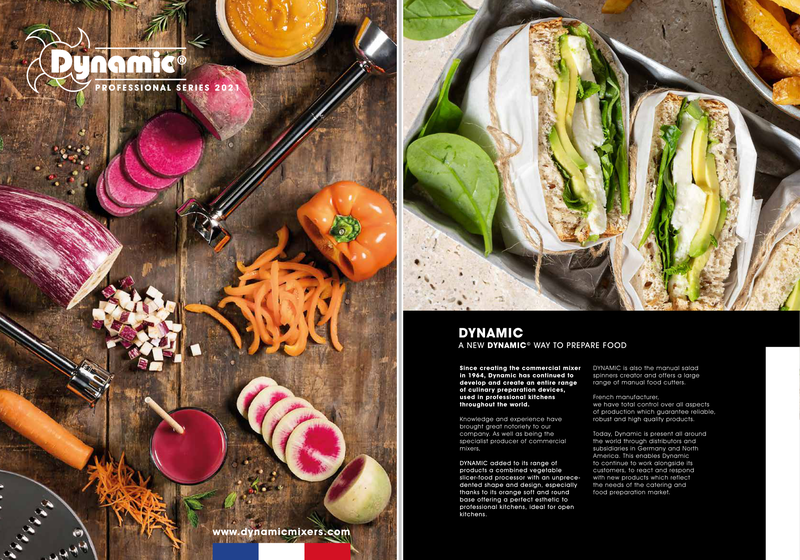 Dynamic®
PROFESSIONAL SERIES 2021
www.dynamicmixers.com
DYNAMIC
A NEW DYNAMIC® WAY TO PREPARE FOOD
Since creating the commercial mixer
in 1964, Dynamic has continued to
develop and create an entire range
of culinary preparation devices,
used in professional kitchens
throughout the world.
Knowledge and experience have
brought great notoriety to our
company. As well as being the
specialist producer of commercial
mixers,
DYNAMIC added to its range of
products a combined vegetable
slicer-food processor with an unprece-
dented shape and design, especially
thanks to its orange soft and round
base offering a perfect esthetic to
professional kitchens, ideal for open
kitchens.
DYNAMIC is also the manual salad
spinners creator and offers a large
range of manual food cutters.
French manufacturer,
we have total control over all aspects
of production which guarantee reliable,
robust and high quality products.
Today, Dynamic is present all around
the world through distributors and
subsidiaries in Germany and North
America. This enables Dynamic
to continue to work alongside its
customers, to react and respond
with new products which reflect
the needs of the catering and
food preparation market.